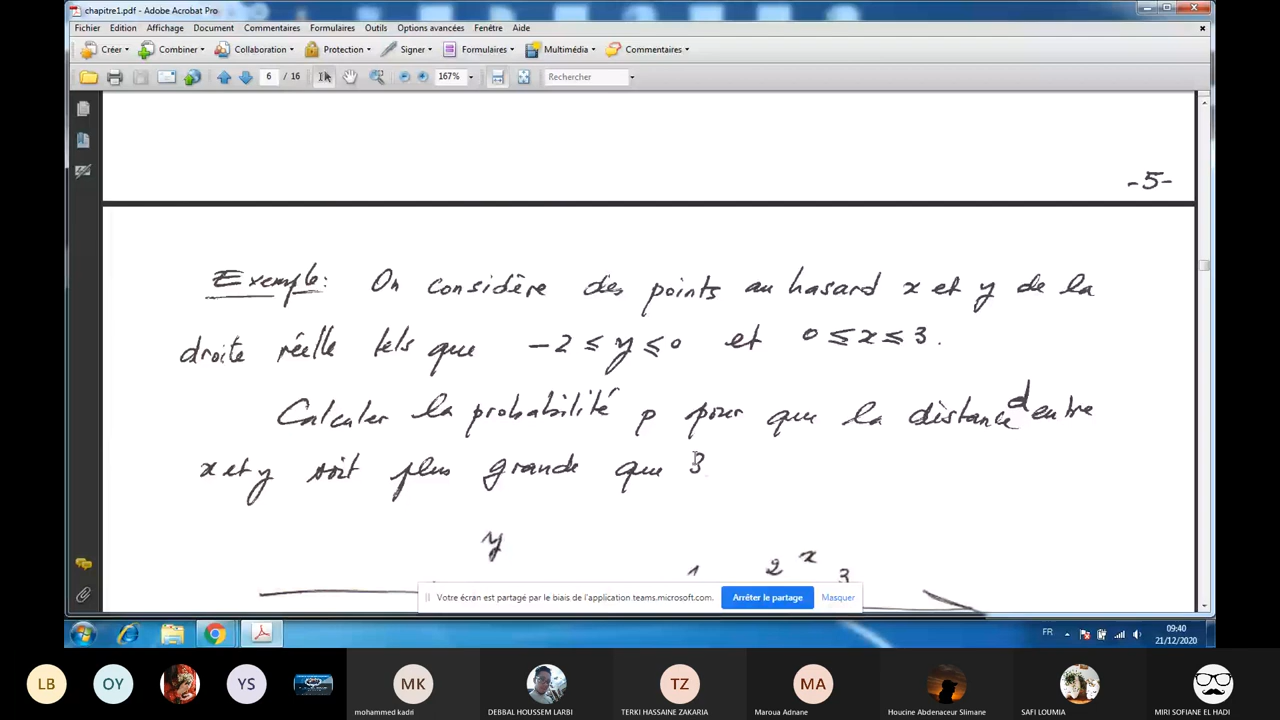 chapitre1.pdf - Adobe Acrobat Pro
Fichier Edition Affichage Document Commentaires Formulaires Outils Options avancées Fenêtre Aide
Créer Combiner Collaboration Protection Signer Formulaires Multimédia Commentaires
6 / 16 167% Rechercher
-5-
Exemple: On considère des points au hasard x et y de la
droite réelle tels que -2 ≤ y ≤ 0 et 0 ≤ x ≤ 3.
Calculer la probabilité p pour que la distance d entre
x et y soit plus grande que 3
y
1 2 x 3
Votre écran est partagé par le biais de l'application teams.microsoft.com. Arrêter le partage Masquer
FR 09:40
21/12/2020
LB OY YS MK TZ MA
mohammed kadri DEBBAL HOUSSEM LARBI TERKI HASSAINE ZAKARIA Maroua Adnane Houcine Abdenaceur Slimane SAFI LOUMIA MIRI SOFIANE EL HADI